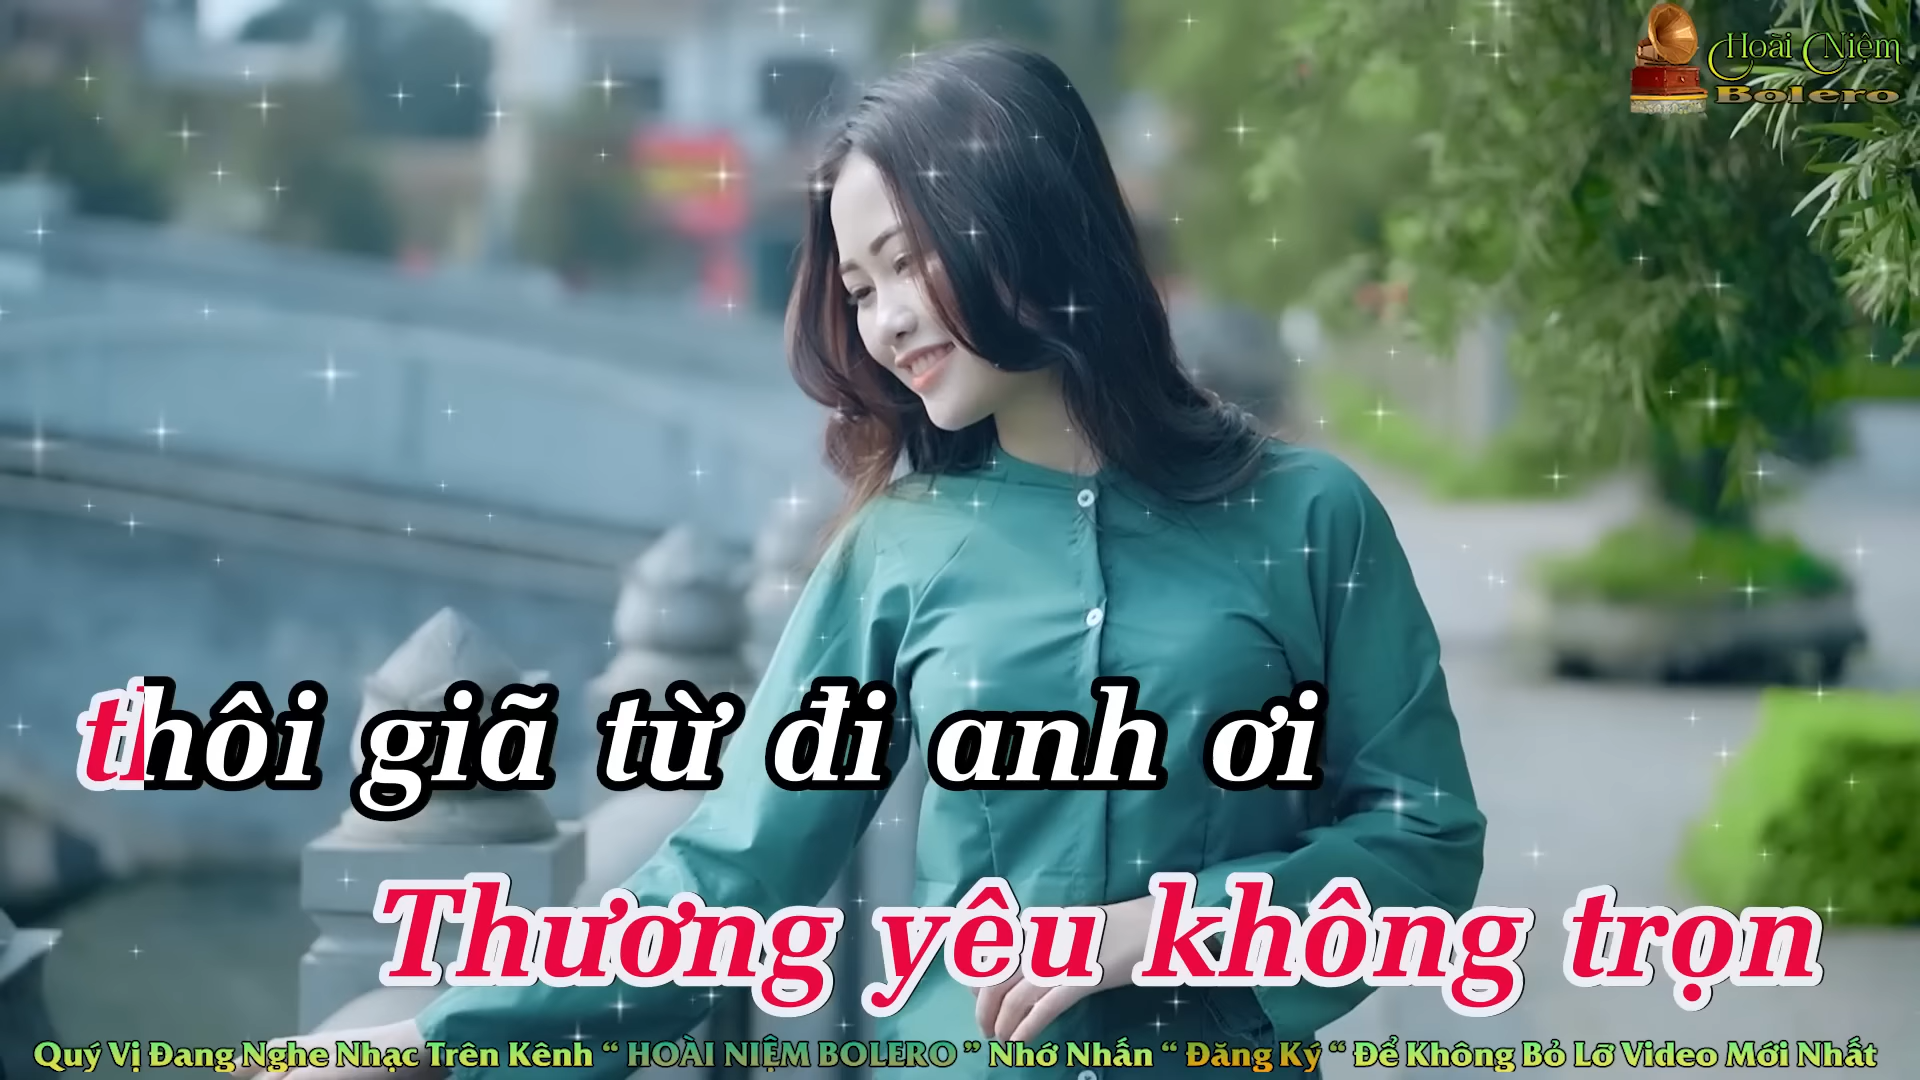 Hoài Niệm
Bolero
thôi giã từ đi anh ơi
Thương yêu không trọn
Quý Vị Đang Nghe Nhạc Trên Kênh “ HOÀI NIỆM BOLERO ” Nhớ Nhấn “ Đăng Ký “ Để Không Bỏ Lỡ Video Mới Nhất